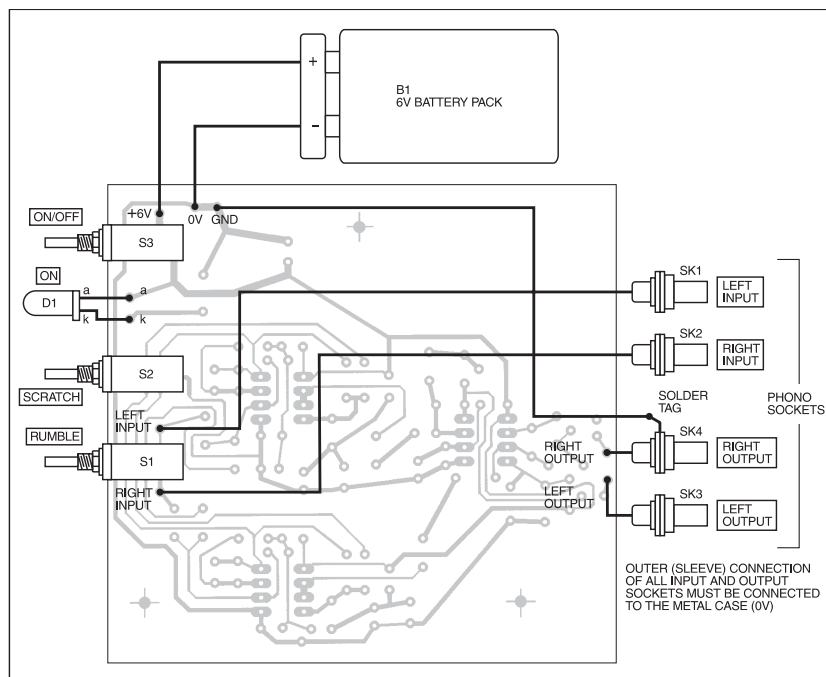 +
B1
6V BATTERY PACK
−
+6V
0V GND
ON/OFF
S3
ON
a a
D1
k k
SK1
LEFT
INPUT
SK2
RIGHT
INPUT
S2
SCRATCH
LEFT
INPUT
RUMBLE
S1
RIGHT
INPUT
SOLDER
TAG
PHONO
SOCKETS
SK4
RIGHT
OUTPUT
RIGHT
OUTPUT
LEFT
OUTPUT
SK3
LEFT
OUTPUT
OUTER (SLEEVE) CONNECTION
OF ALL INPUT AND OUTPUT
SOCKETS MUST BE CONNECTED
TO THE METAL CASE (0V)